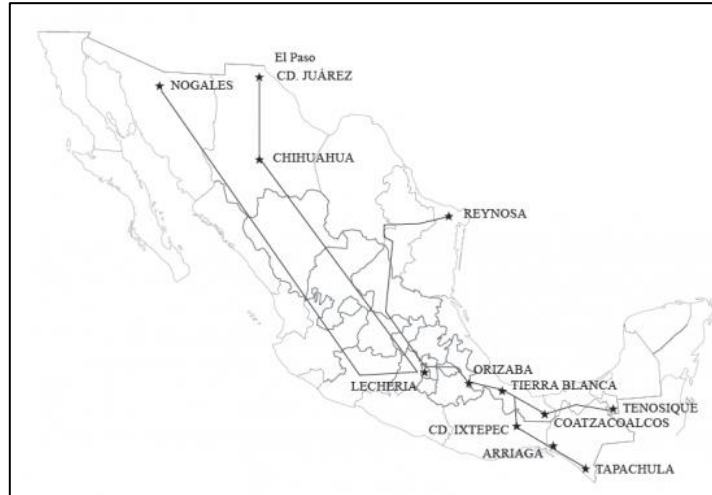 El Paso
CD. JUÁREZ
NOGALES
CHIHUAHUA
REYNOSA
ORIZABA
LECHERIA
TIERRA BLANCA
TENOSIQUE
COATZACOALCOS
CD. IXTEPEC
ARRIAGA
TAPACHULA